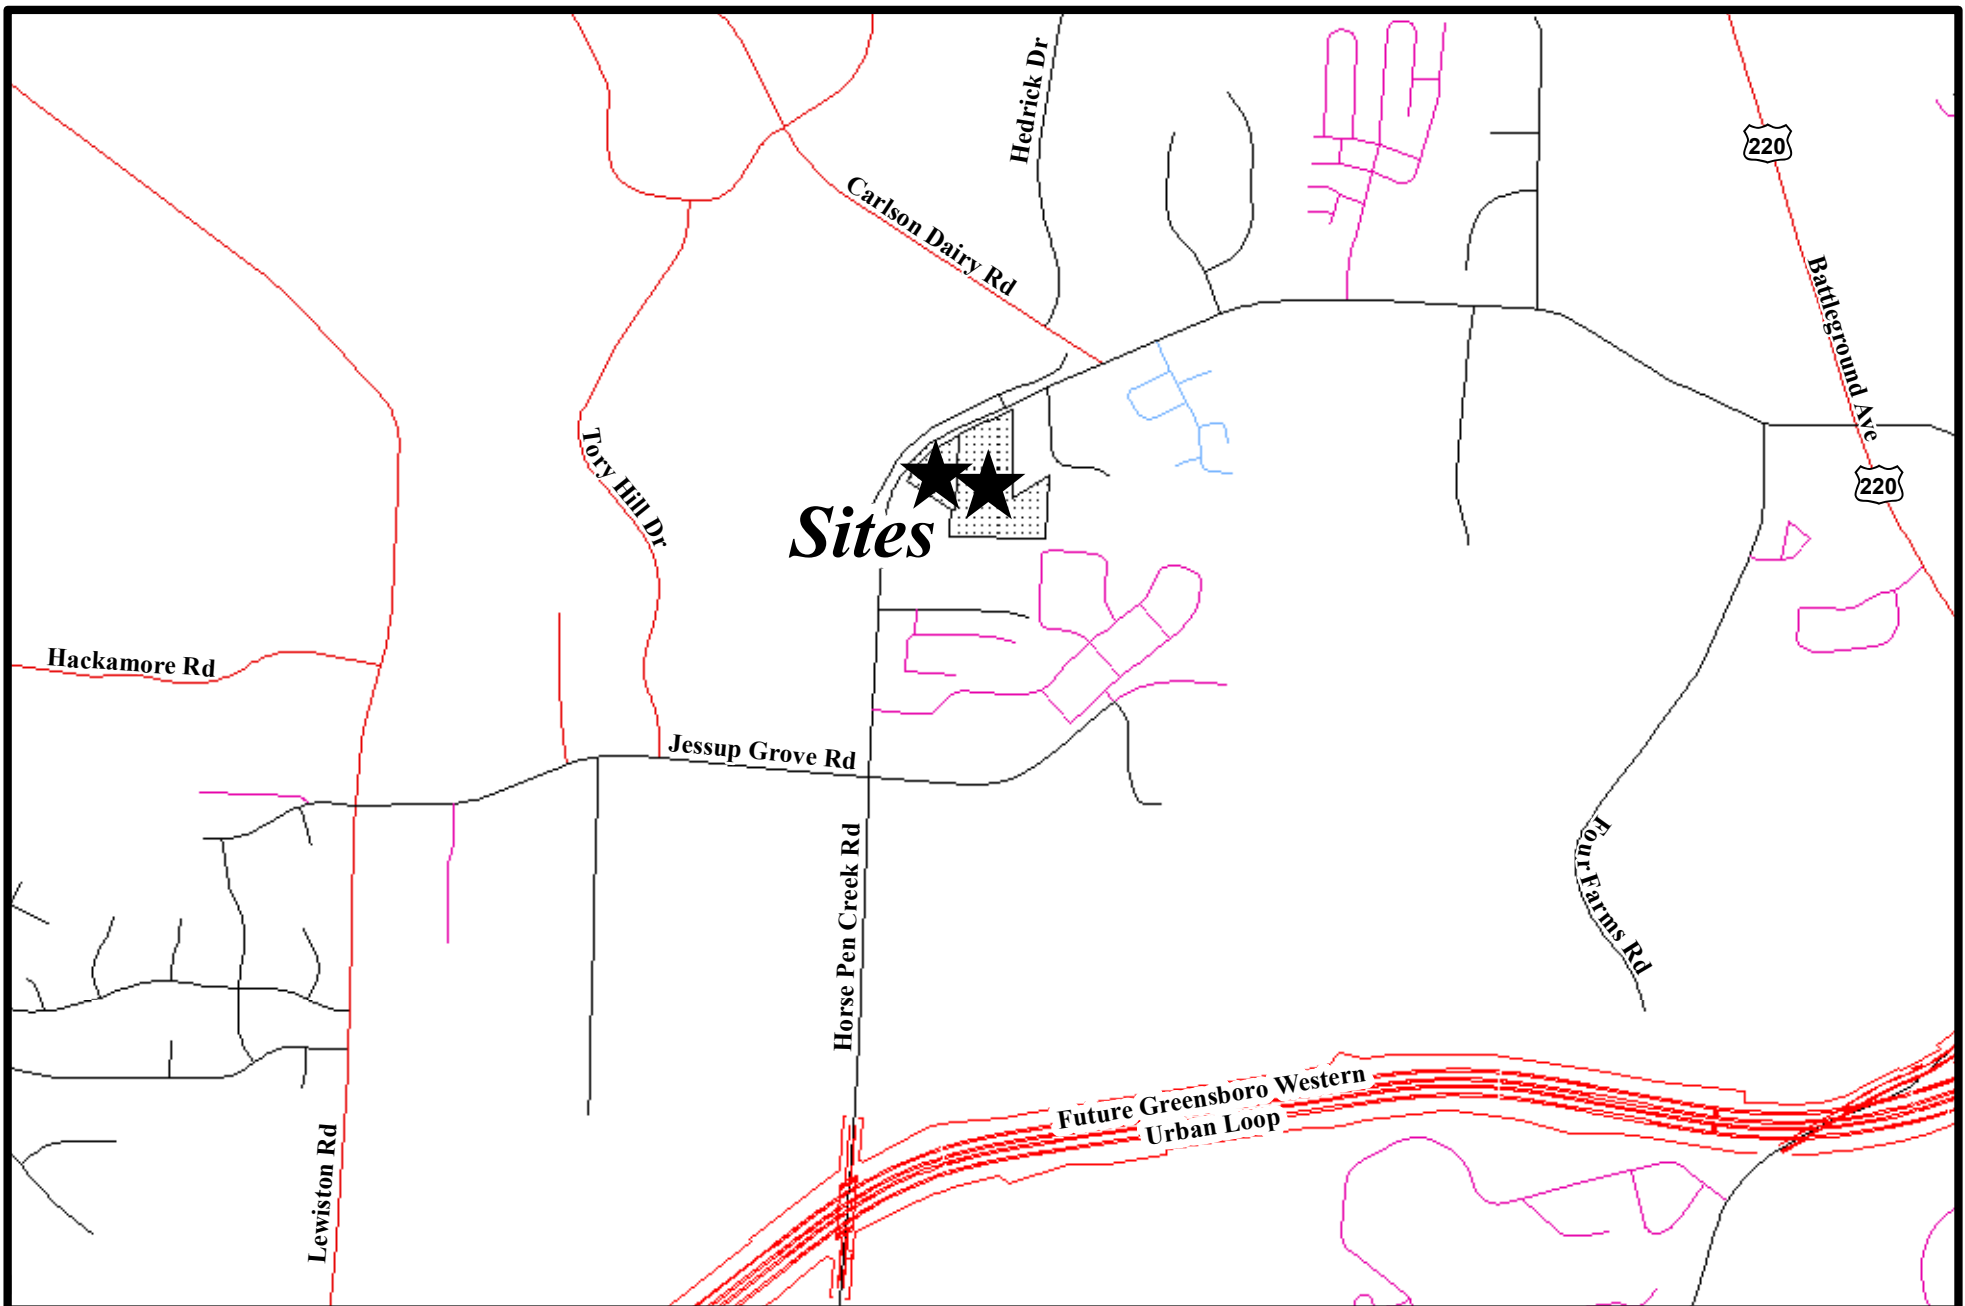 Hedrick Dr
220
Carlson Dairy Rd
Battleground Ave
Tory Hill Dr
220
Sites
Hackamore Rd
Jessup Grove Rd
Horse Pen Creek Rd
Four Farms Rd
Future Greensboro Western
Urban Loop
Lewiston Rd